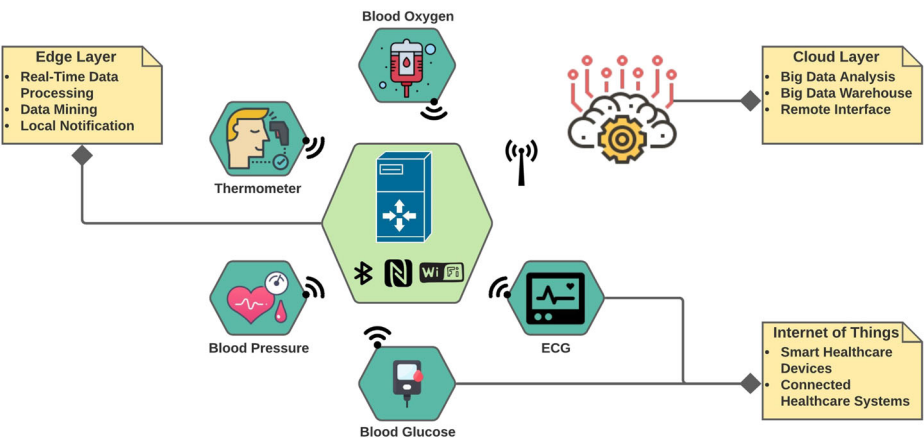 Blood Oxygen
Edge Layer
• Real-Time Data
Processing
• Data Mining
• Local Notification
Cloud Layer
• Big Data Analysis
• Big Data Warehouse
• Remote Interface
Thermometer
Wi Fi
Blood Pressure
ECG
Blood Glucose
Internet of Things
• Smart Healthcare
Devices
• Connected
Healthcare Systems